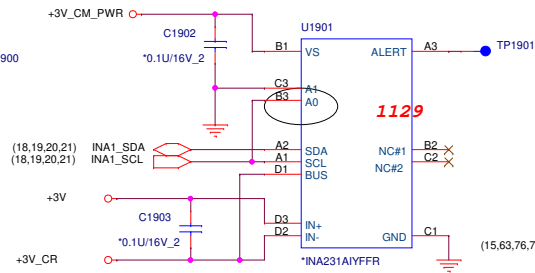 +3V_CM_PWR
U1901
C1902
B1 VS ALERT A3 TP1901
900
*0.1U/16V_2
C3 A1
B3 A0
1129
(18,19,20,21) INA1_SDA A2 SDA NC#1 B2
(18,19,20,21) INA1_SCL A1 SCL NC#2 C2
D1 BUS
+3V
C1903
D3 IN+
*0.1U/16V_2 D2 IN- GND C1
(15,63,76,7
+3V_CR
*INA231AIYFFR